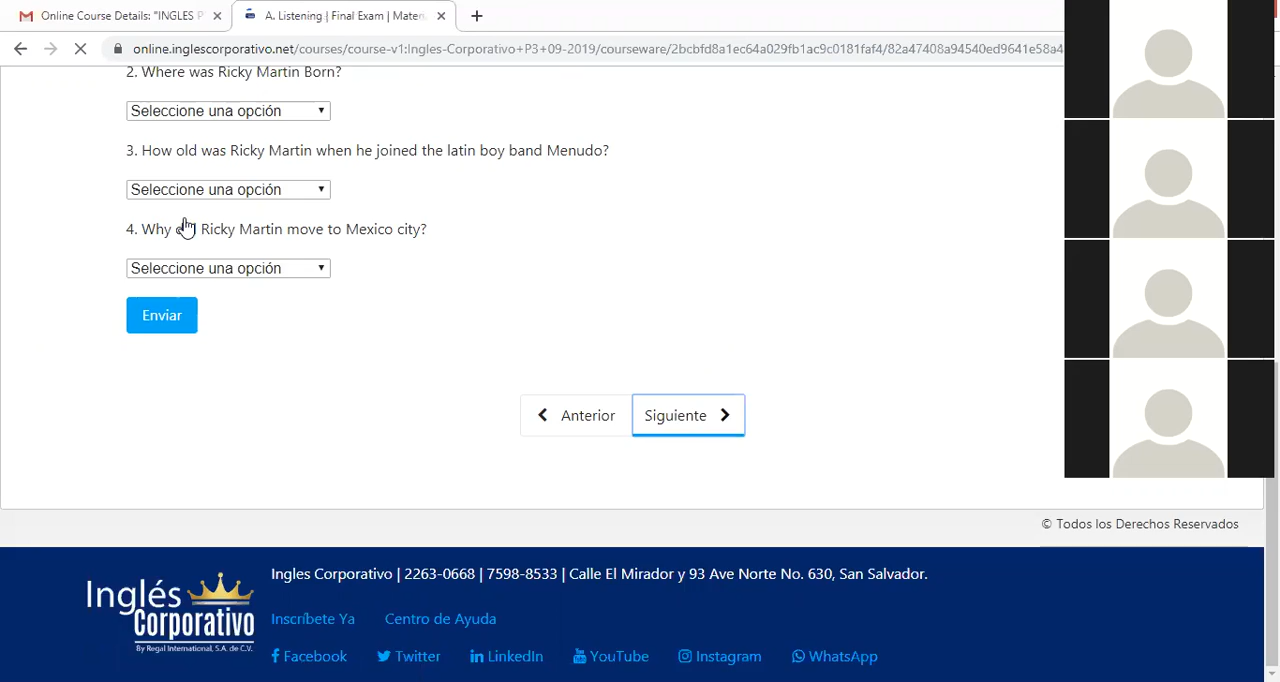 Online Course Details: "INGLES P
A. Listening | Final Exam | Mater
online.inglescorporativo.net/courses/course-v1:Ingles-Corporativo+P3+09-2019/courseware/2bcbfd8a1ec64a029fb1ac9c0181faf4/82a47408a94540ed9641e58a4
2. Where was Ricky Martin Born?
Seleccione una opción
3. How old was Ricky Martin when he joined the latin boy band Menudo?
Seleccione una opción
4. Why Ricky Martin move to Mexico city?
Seleccione una opción
Enviar
Anterior Siguiente
© Todos los Derechos Reservados
Inglés Corporativo
By Regal International, S.A. de C.V.
Ingles Corporativo | 2263-0668 | 7598-8533 | Calle El Mirador y 93 Ave Norte No. 630, San Salvador.
Inscríbete Ya Centro de Ayuda
Facebook Twitter LinkedIn YouTube Instagram WhatsApp